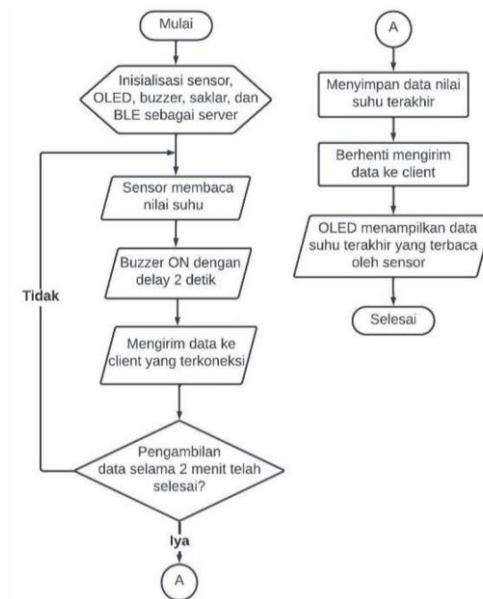 Mulai
Inisialisasi sensor,
OLED, buzzer, saklar, dan
BLE sebagai server
Sensor membaca
nilai suhu
Buzzer ON dengan
delay 2 detik
Tidak
Mengirim data ke
client yang terkoneksi
Pengambilan
data selama 2 menit telah
selesai?
Iya
A
A
Menyimpan data nilai
suhu terakhir
Berhenti mengirim
data ke client
OLED menampilkan data
suhu terakhir yang terbaca
oleh sensor
Selesai